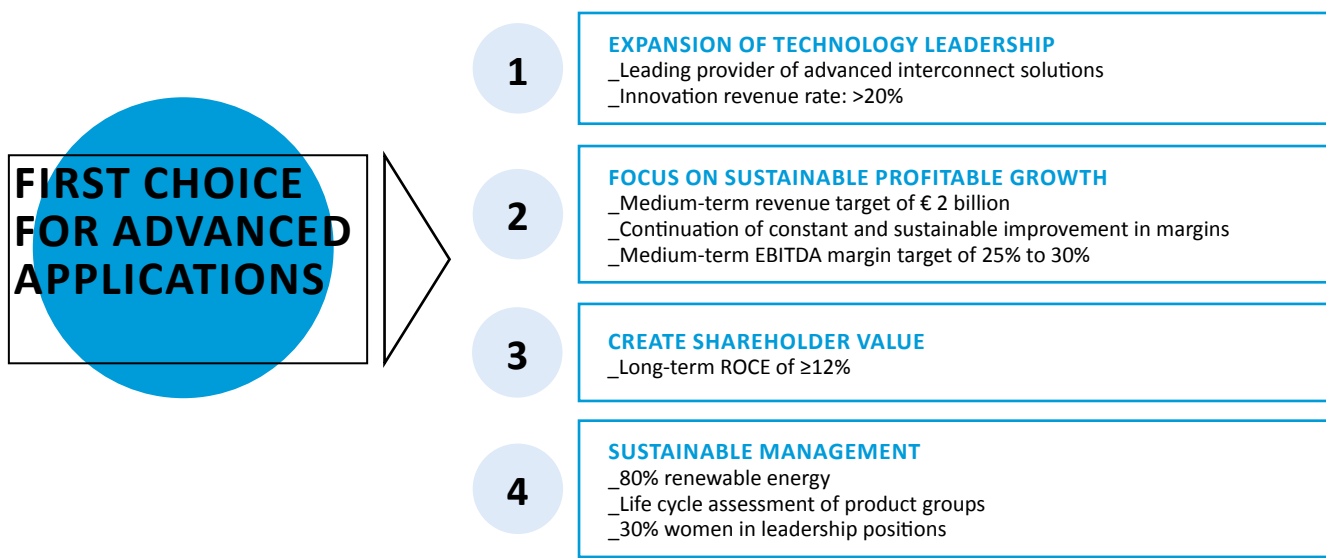 FIRST CHOICE
FOR ADVANCED
APPLICATIONS
1
EXPANSION OF TECHNOLOGY LEADERSHIP
_Leading provider of advanced interconnect solutions
_Innovation revenue rate: >20%
2
FOCUS ON SUSTAINABLE PROFITABLE GROWTH
_Medium-term revenue target of € 2 billion
_Continuation of constant and sustainable improvement in margins
_Medium-term EBITDA margin target of 25% to 30%
3
CREATE SHAREHOLDER VALUE
_Long-term ROCE of ≥12%
4
SUSTAINABLE MANAGEMENT
_80% renewable energy
_Life cycle assessment of product groups
_30% women in leadership positions